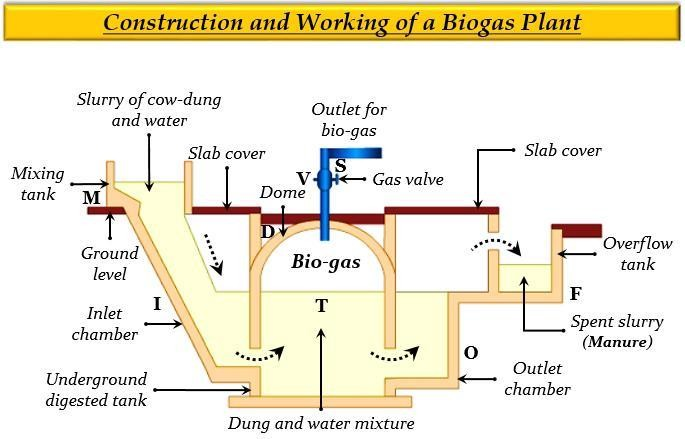 Construction and Working of a Biogas Plant
Slurry of cow-dung
and water
Outlet for
bio-gas
Slab cover
Slab cover
Mixing
tank
M
V
S
Gas valve
Dome
D
Ground
level
Bio-gas
Overflow
tank
I
T
F
Inlet
chamber
Spent slurry
(Manure)
O
Underground
digested tank
Outlet
chamber
Dung and water mixture